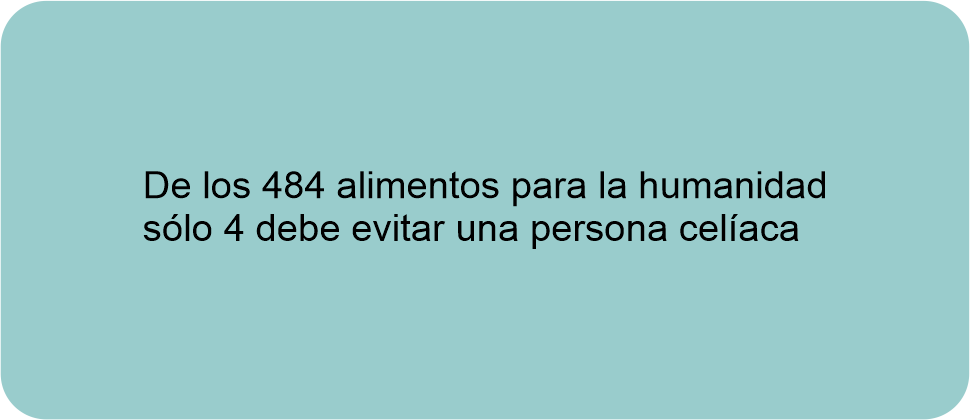 De los 484 alimentos para la humanidad
sólo 4 debe evitar una persona celíaca